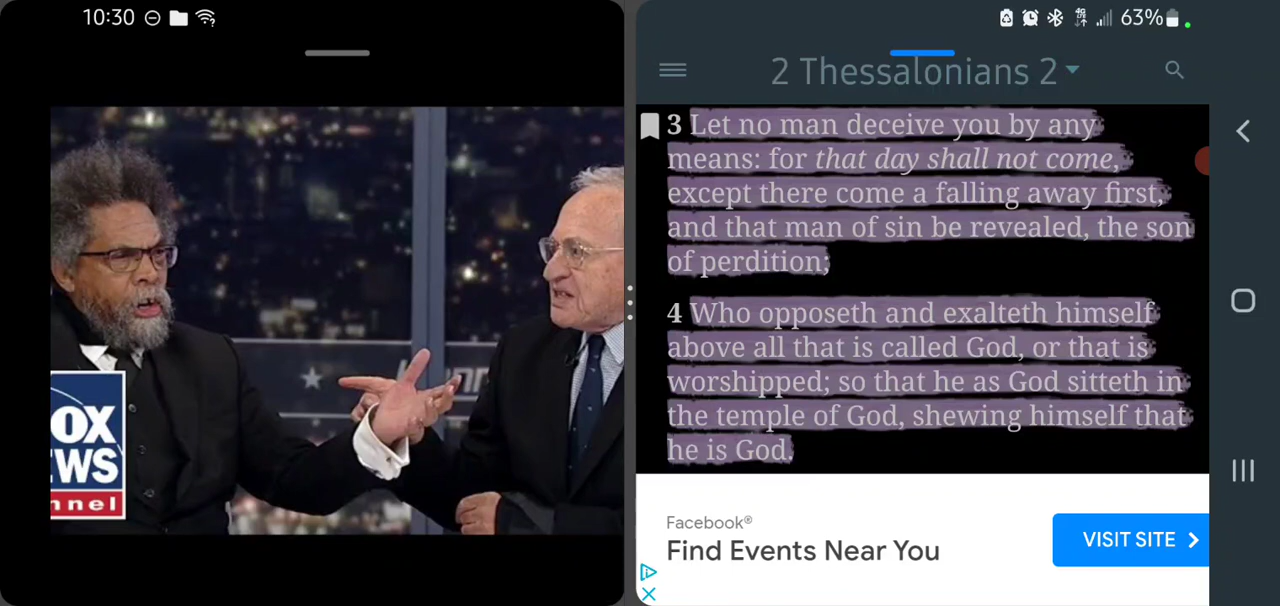 10:30
63%
2 Thessalonians 2
3 Let no man deceive you by any
means: for that day shall not come,
except there come a falling away first,
and that man of sin be revealed, the son
of perdition;
4 Who opposeth and exalteth himself
above all that is called God, or that is
worshipped; so that he as God sitteth in
the temple of God, shewing himself that
he is God.
OX
WS
nnel
Facebook®
Find Events Near You
VISIT SITE